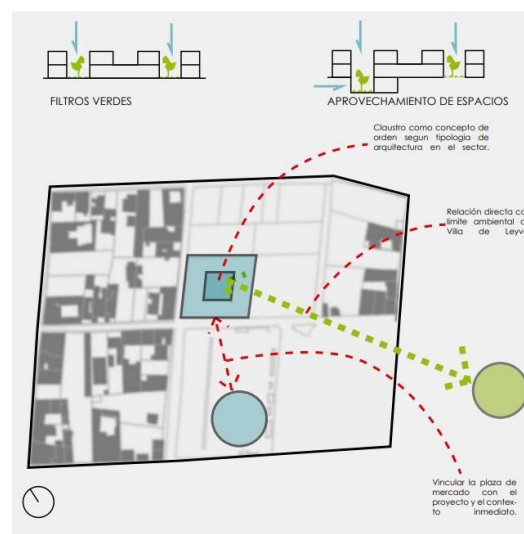 FILTROS VERDES
APROVECHAMIENTO DE ESPACIOS
Claustro como concepto de
orden segun tipologia de
arquitectura en el sector.
Relación directa co
limite ambiental d
Villa de Leyv
Vincular la plaza de
mercado con el
proyecto y el contex-
to inmediato.